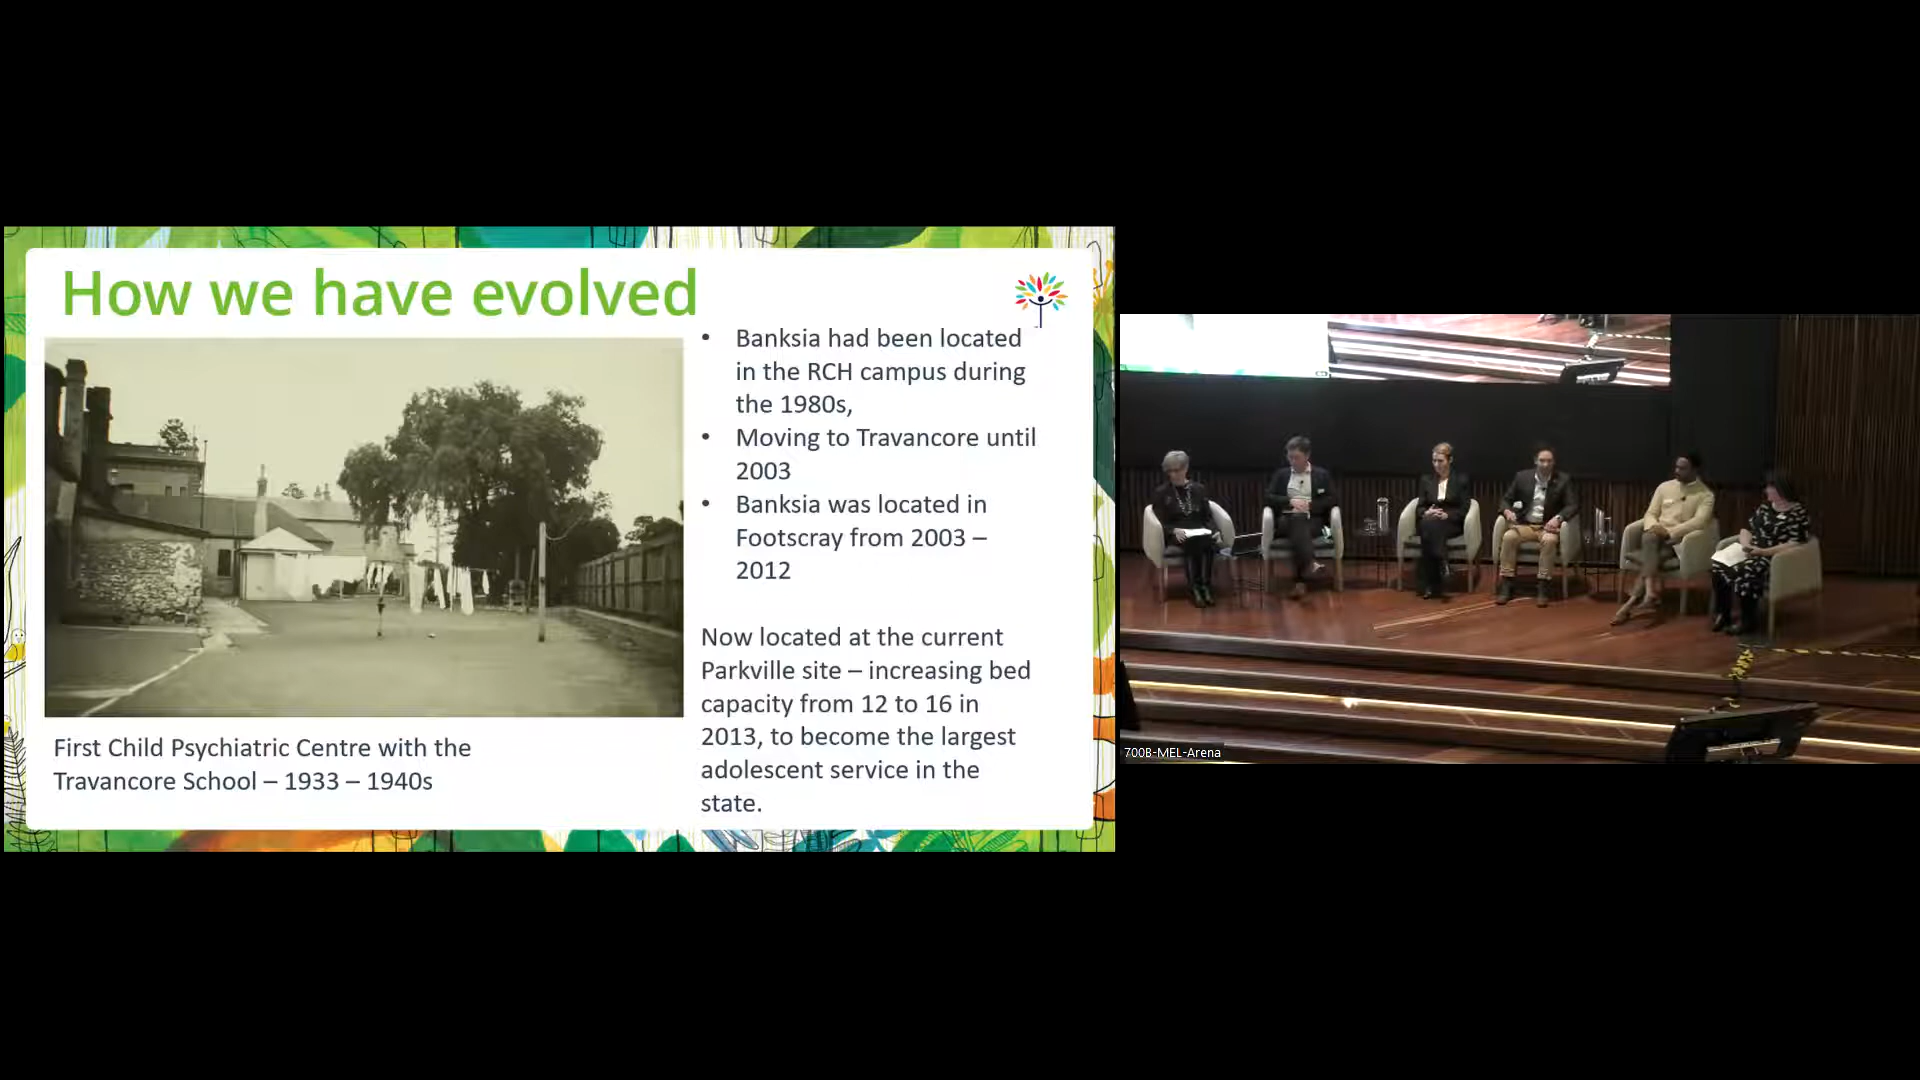 How we have evolved
• Banksia had been located
in the RCH campus during
the 1980s,
• Moving to Travancore until
2003
• Banksia was located in
Footscray from 2003 –
2012
Now located at the current
Parkville site – increasing bed
capacity from 12 to 16 in
2013, to become the largest
adolescent service in the
state.
First Child Psychiatric Centre with the
Travancore School – 1933 – 1940s
700B-MEL-Arena